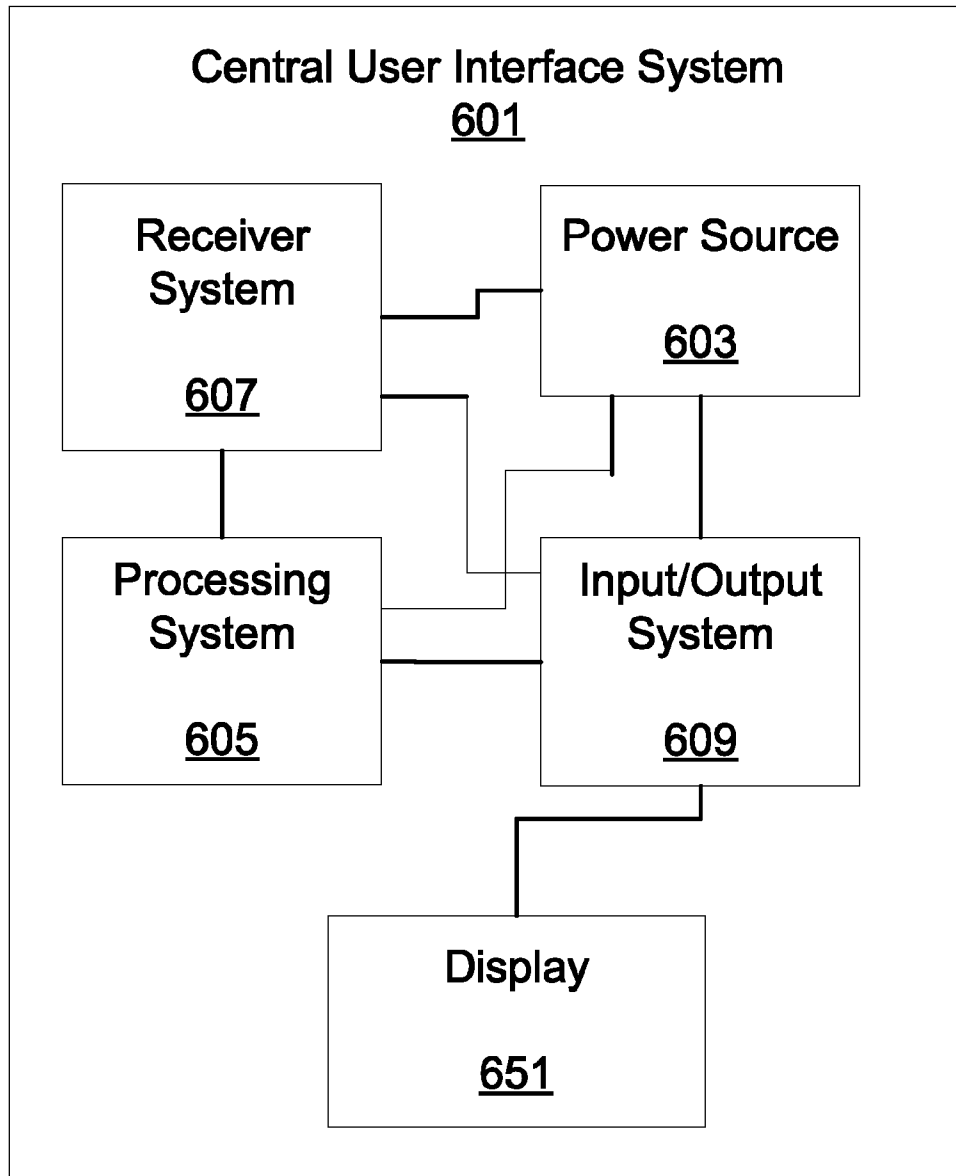 Central User Interface System
601
Receiver
System
607
Power Source
603
Processing
System
605
Input/Output
System
609
Display
651